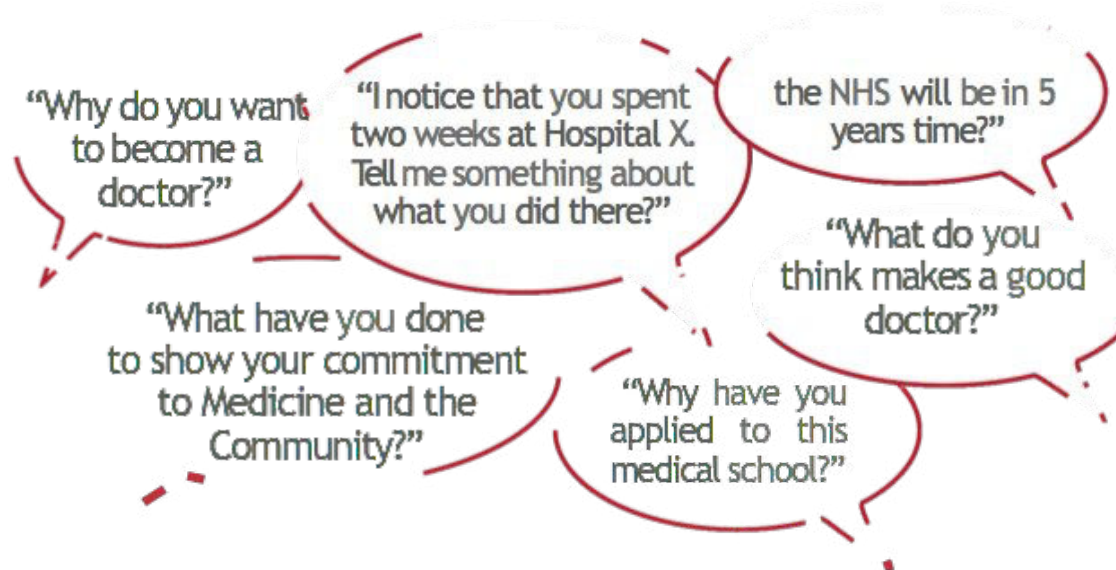 “Why do you want
to become a
doctor?”
“I notice that you spent
two weeks at Hospital X.
Tell me something about
what you did there?”
the NHS will be in 5
years time?”
“What do you
think makes a good
doctor?”
“What have you done
to show your commitment
to Medicine and the
Community?”
“Why have you
applied to this
medical school?”